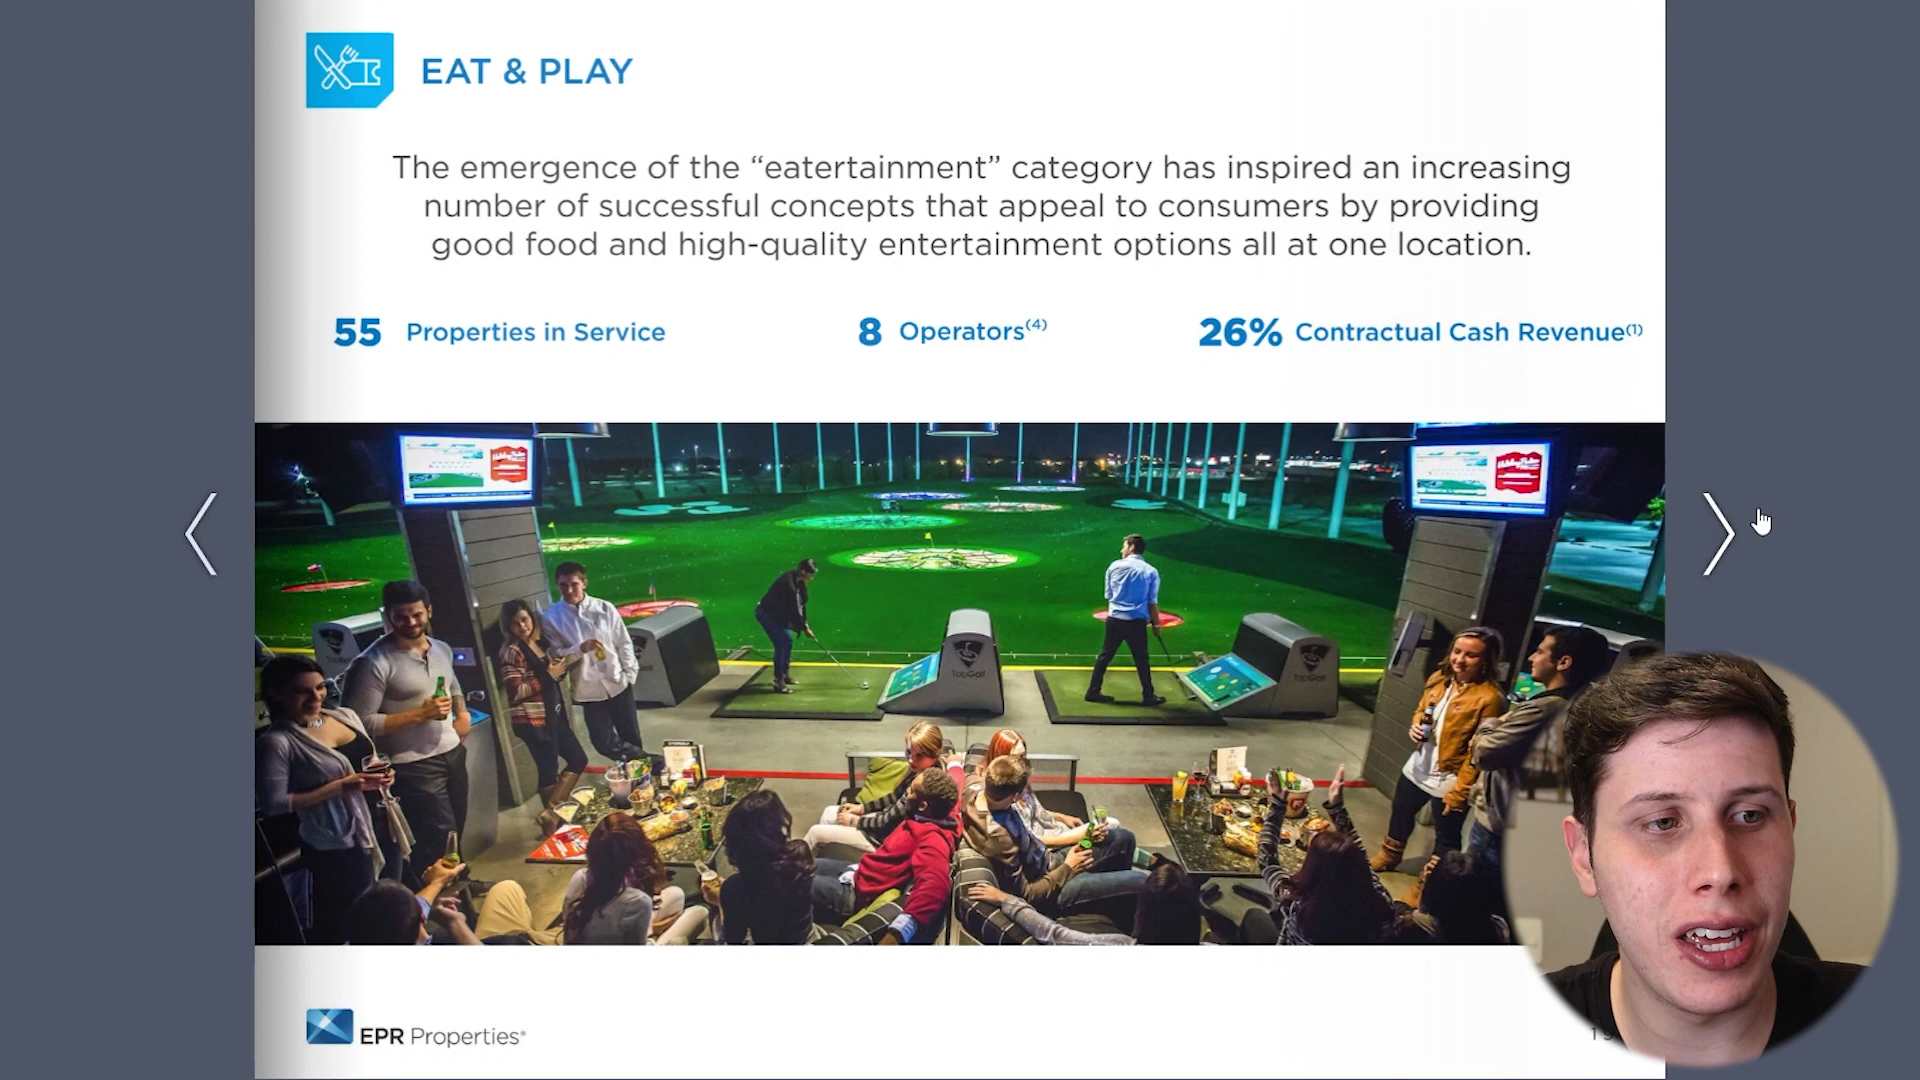 EAT & PLAY
The emergence of the “eatertainment” category has inspired an increasing
number of successful concepts that appeal to consumers by providing
good food and high-quality entertainment options all at one location.
55 Properties in Service
8 Operators(4)
26% Contractual Cash Revenue(1)
TopGolf
TopGolf
EPR Properties®